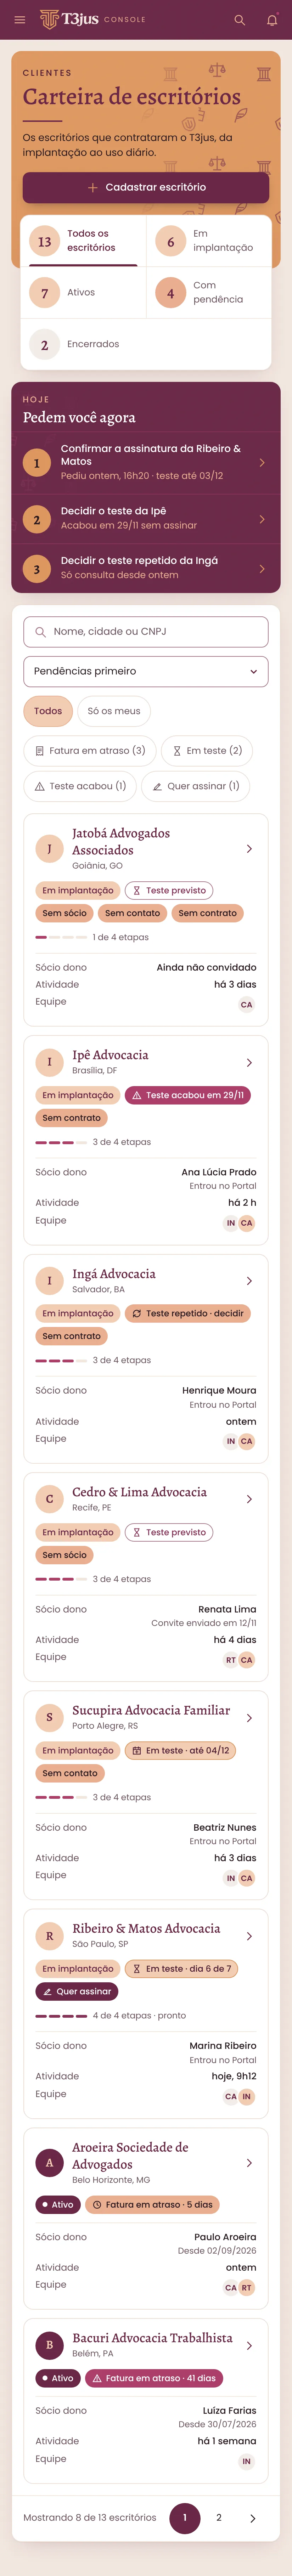 T3jus CONSOLE
CLIENTES
Carteira de escritórios
Os escritórios que contrataram o T3jus, da
implantação ao uso diário.
Cadastrar escritório
13 Todos os
escritórios
6 Em
implantação
7 Ativos
4 Com
pendência
2 Encerrados
HOJE
Pedem você agora
1 Confirmar a assinatura da Ribeiro &
Matos
Pediu ontem, 16h20 · teste até 03/12
2 Decidir o teste da Ipê
Acabou em 29/11 sem assinar
3 Decidir o teste repetido da Ingá
Só consulta desde ontem
Nome, cidade ou CNPJ
Pendências primeiro
Todos Só os meus
Fatura em atraso (3) Em teste (2)
Teste acabou (1) Quer assinar (1)
J Jatobá Advogados
Associados
Goiânia, GO
Em implantação Teste previsto
Sem sócio Sem contato Sem contrato
1 de 4 etapas
Sócio dono Ainda não convidado
Atividade há 3 dias
Equipe CA
I Ipê Advocacia
Brasília, DF
Em implantação Teste acabou em 29/11
Sem contrato
3 de 4 etapas
Sócio dono Ana Lúcia Prado
Entrou no Portal
Atividade há 2 h
Equipe IN CA
I Ingá Advocacia
Salvador, BA
Em implantação Teste repetido · decidir
Sem contrato
3 de 4 etapas
Sócio dono Henrique Moura
Entrou no Portal
Atividade ontem
Equipe IN CA
C Cedro & Lima Advocacia
Recife, PE
Em implantação Teste previsto
Sem sócio
3 de 4 etapas
Sócio dono Renata Lima
Convite enviado em 12/11
Atividade há 4 dias
Equipe RT CA
S Sucupira Advocacia Familiar
Porto Alegre, RS
Em implantação Em teste · até 04/12
Sem contato
3 de 4 etapas
Sócio dono Beatriz Nunes
Entrou no Portal
Atividade há 3 dias
Equipe IN CA
R Ribeiro & Matos Advocacia
São Paulo, SP
Em implantação Em teste · dia 6 de 7
Quer assinar
4 de 4 etapas · pronto
Sócio dono Marina Ribeiro
Entrou no Portal
Atividade hoje, 9h12
Equipe CA IN
A Aroeira Sociedade de
Advogados
Belo Horizonte, MG
Ativo Fatura em atraso · 5 dias
Sócio dono Paulo Aroeira
Desde 02/09/2026
Atividade ontem
Equipe CA RT
B Bacuri Advocacia Trabalhista
Belém, PA
Ativo Fatura em atraso · 41 dias
Sócio dono Luíza Farias
Desde 30/07/2026
Atividade há 1 semana
Equipe IN
Mostrando 8 de 13 escritórios 1 2